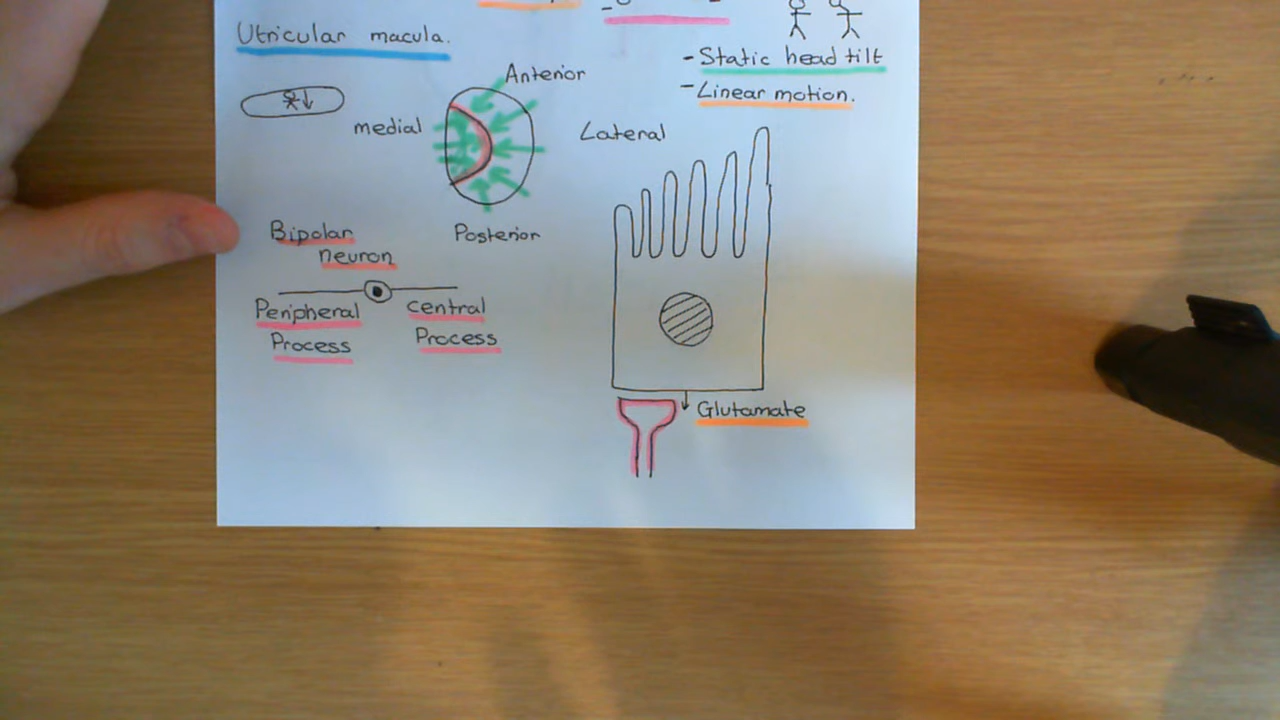 Utricular macula.
- Static head tilt
- Linear motion.
Anterior
medial
Lateral
Posterior
Bipolar
neuron
Peripheral
Process
central
Process
Glutamate